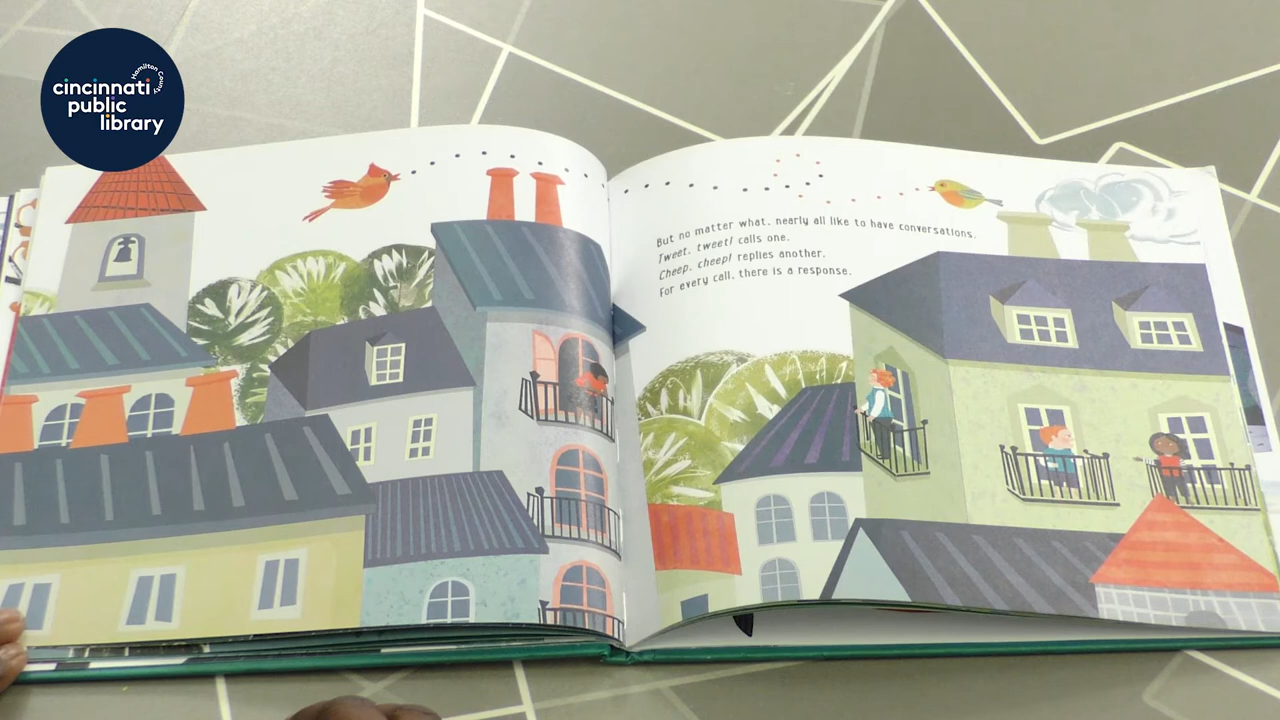 cincinnati
Hamilton County
public
library
But no matter what, nearly all like to have conversations.
Tweet, tweet! calls one.
Cheep, cheep! replies another.
For every call, there is a response.